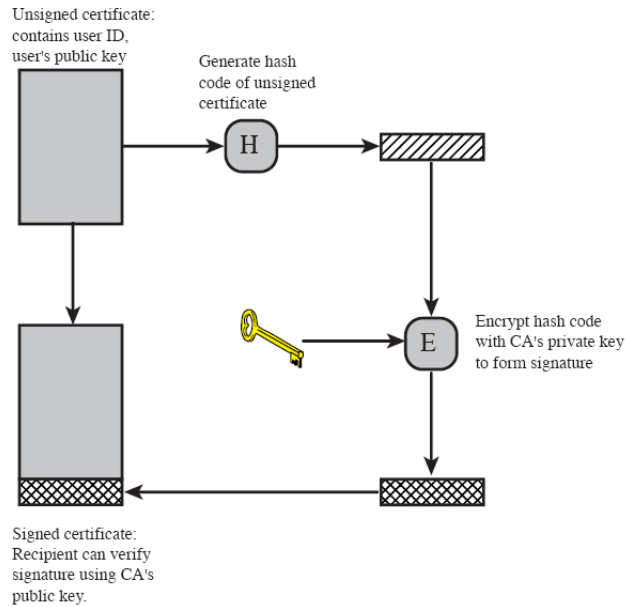 Unsigned certificate:
contains user ID,
user's public key
Generate hash
code of unsigned
certificate
H
E
Encrypt hash code
with CA's private key
to form signature
Signed certificate:
Recipient can verify
signature using CA's
public key.